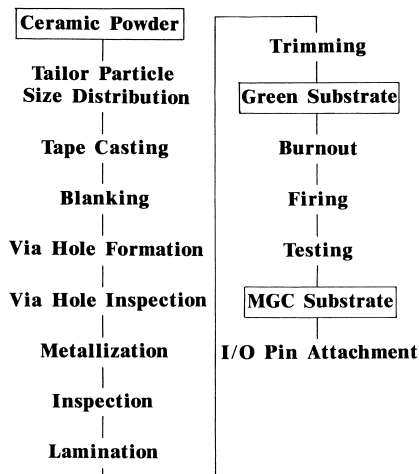 Ceramic Powder
Tailor Particle
Size Distribution
Tape Casting
Blanking
Via Hole Formation
Via Hole Inspection
Metallization
Inspection
Lamination
Trimming
Green Substrate
Burnout
Firing
Testing
MGC Substrate
I/O Pin Attachment